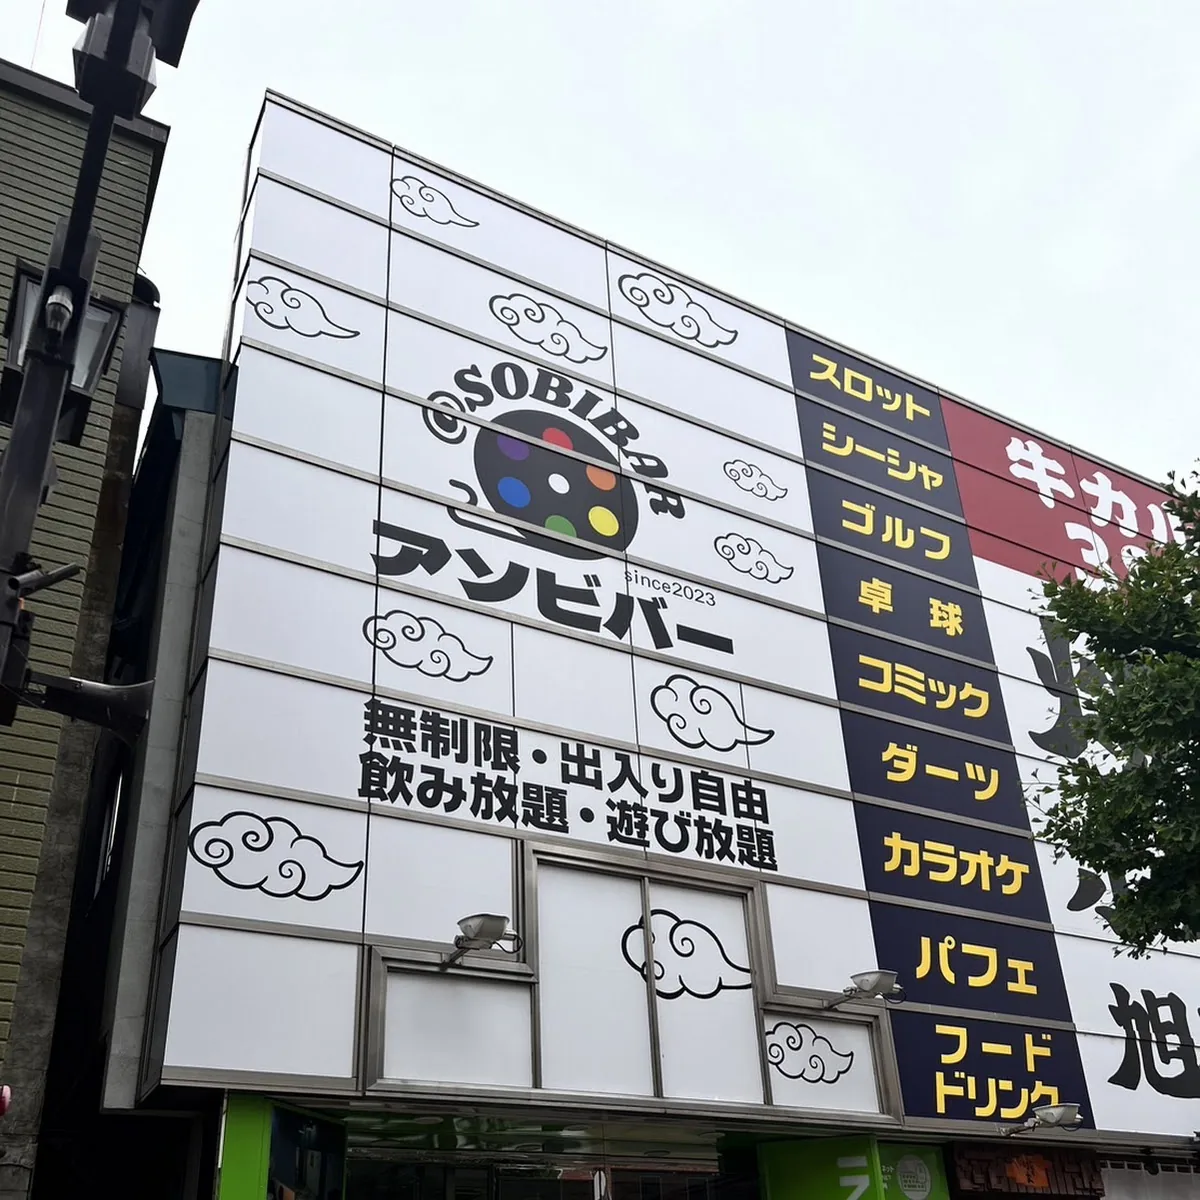 @SOBIBAR
アソビバー
since2023
無制限・出入り自由
飲み放題・遊び放題
スロット
シーシャ
ゴルフ
卓球
コミック
ダーツ
カラオケ
パフェ
フード
ドリンク
牛カル
旭